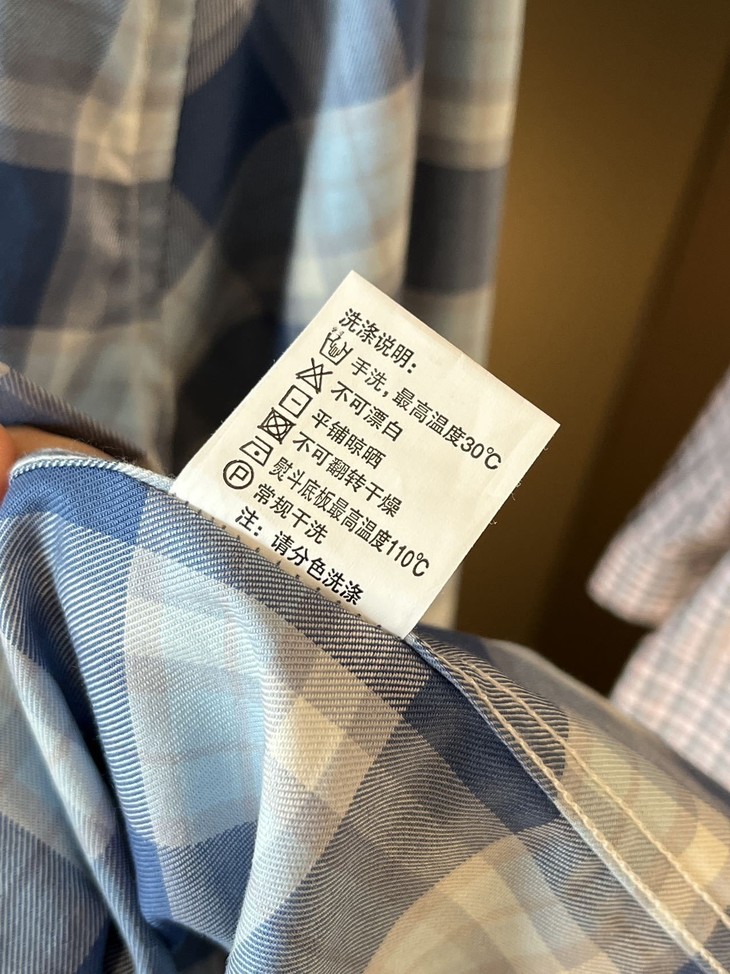 洗涤说明：
手洗，最高温度30℃
不可漂白
平铺晾晒
不可翻转干燥
熨斗底板最高温度110℃
P 常规干洗
注：请分色洗涤